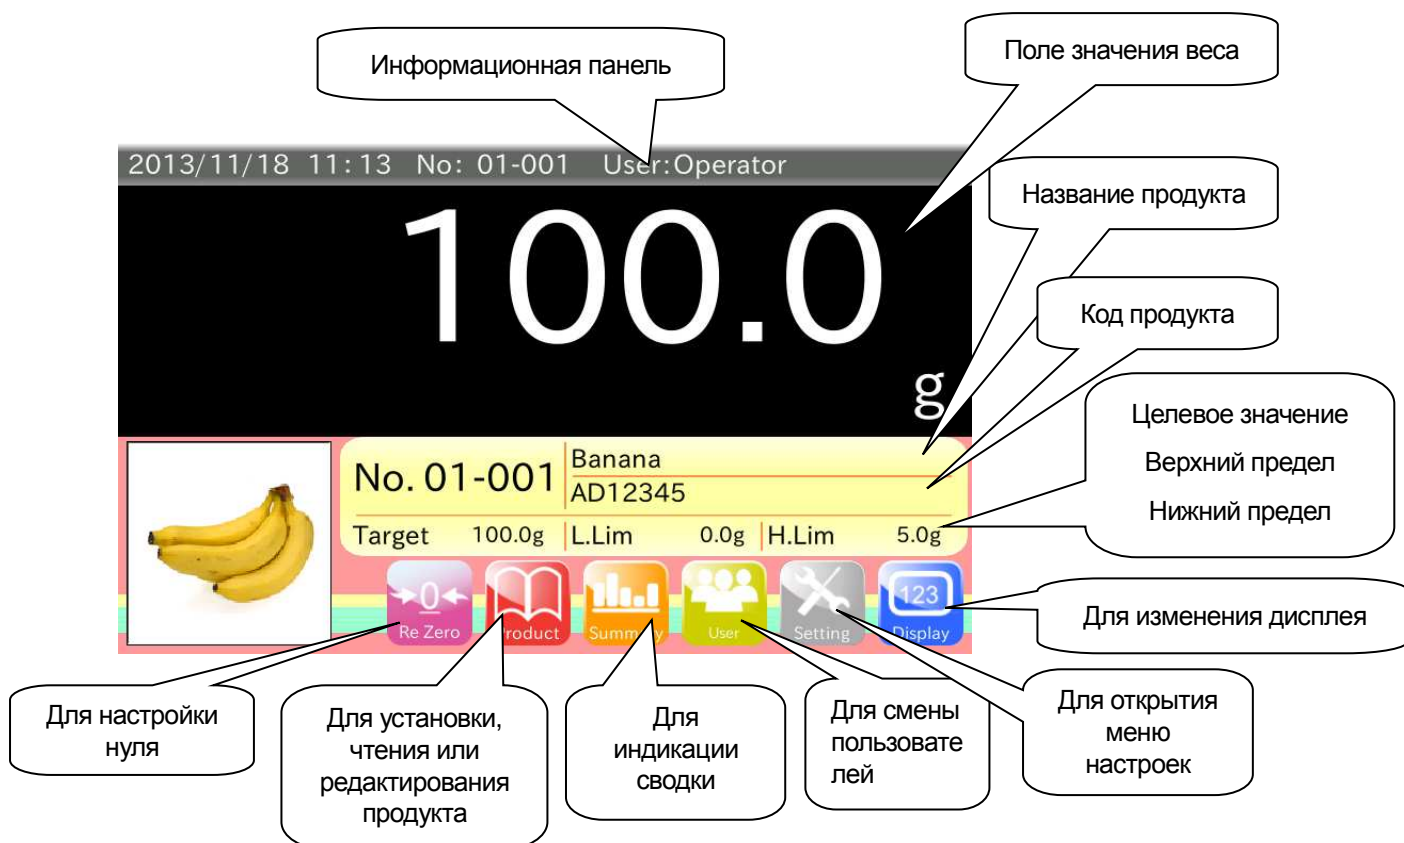 Информационная панель
Поле значения веса
2013/11/18 11:13 No: 01-001 User:Operator
100.0
g
Название продукта
Код продукта
Целевое значение
Верхний предел
Нижний предел
No. 01-001
Banana
AD12345
Target 100.0g L.Lim 0.0g H.Lim 5.0g
0
123
Re Zero Product Summary User Setting Display
Для изменения дисплея
Для настройки
нуля
Для установки,
чтения или
редактирования
продукта
Для
индикации
сводки
Для смены
пользовате
лей
Для открытия
меню
настроек